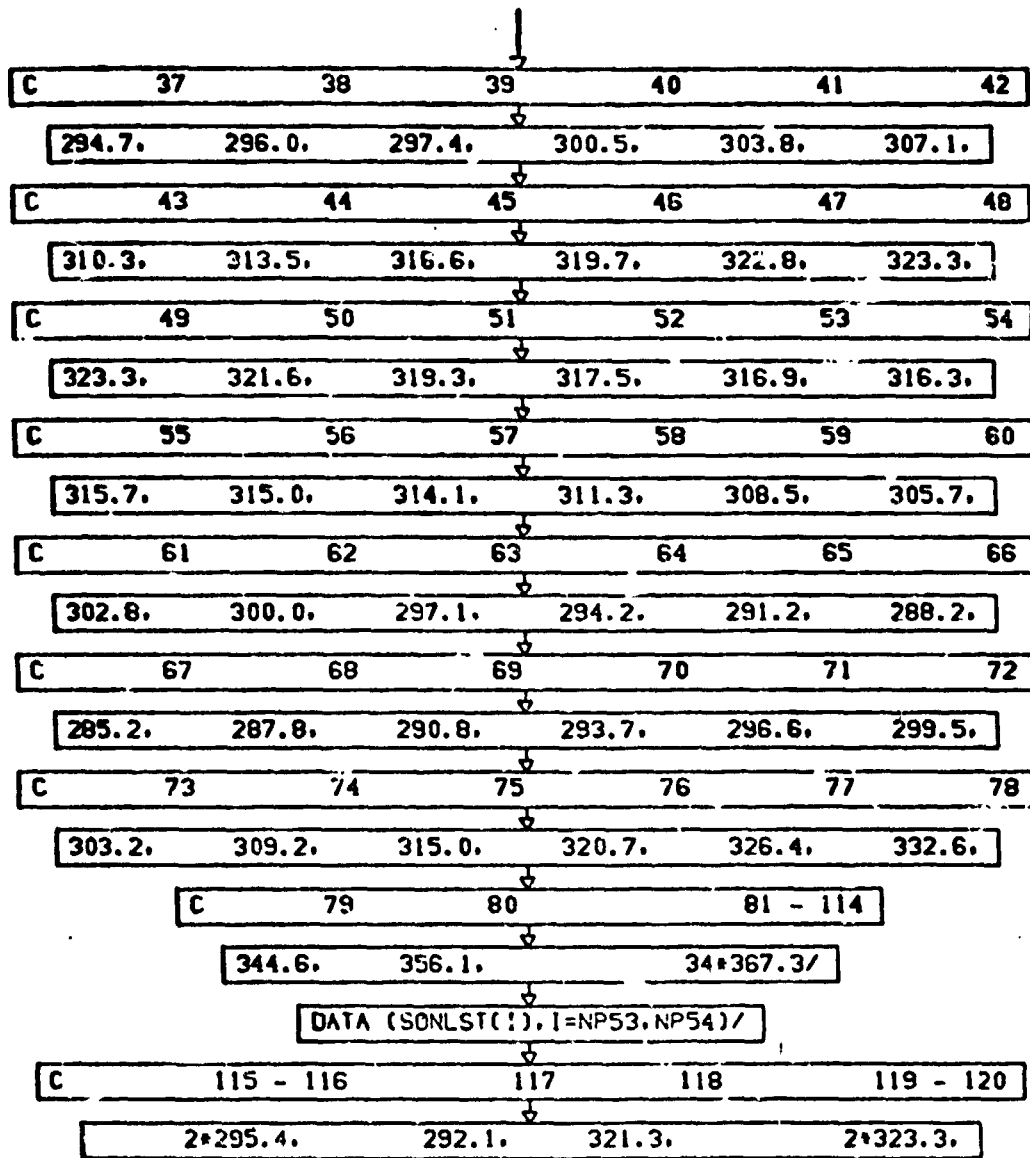 C 37 38 39 40 41 42
294.7, 296.0, 297.4, 300.5, 303.8, 307.1,
C 43 44 45 46 47 48
310.3, 313.5, 316.6, 319.7, 322.8, 323.3,
C 49 50 51 52 53 54
323.3, 321.6, 319.3, 317.5, 316.9, 316.3,
C 55 56 57 58 59 60
315.7, 315.0, 314.1, 311.3, 308.5, 305.7,
C 61 62 63 64 65 66
302.8, 300.0, 297.1, 294.2, 291.2, 288.2,
C 67 68 69 70 71 72
285.2, 287.8, 290.8, 293.7, 296.6, 299.5,
C 73 74 75 76 77 78
303.2, 309.2, 315.0, 320.7, 326.4, 332.6,
C 79 80 81 - 114
344.6, 356.1, 34*367.3/
DATA (SONLST(I),I=NP53,NP54)/
C 115 - 116 117 118 119 - 120
2*295.4, 292.1, 321.3, 2*323.3,